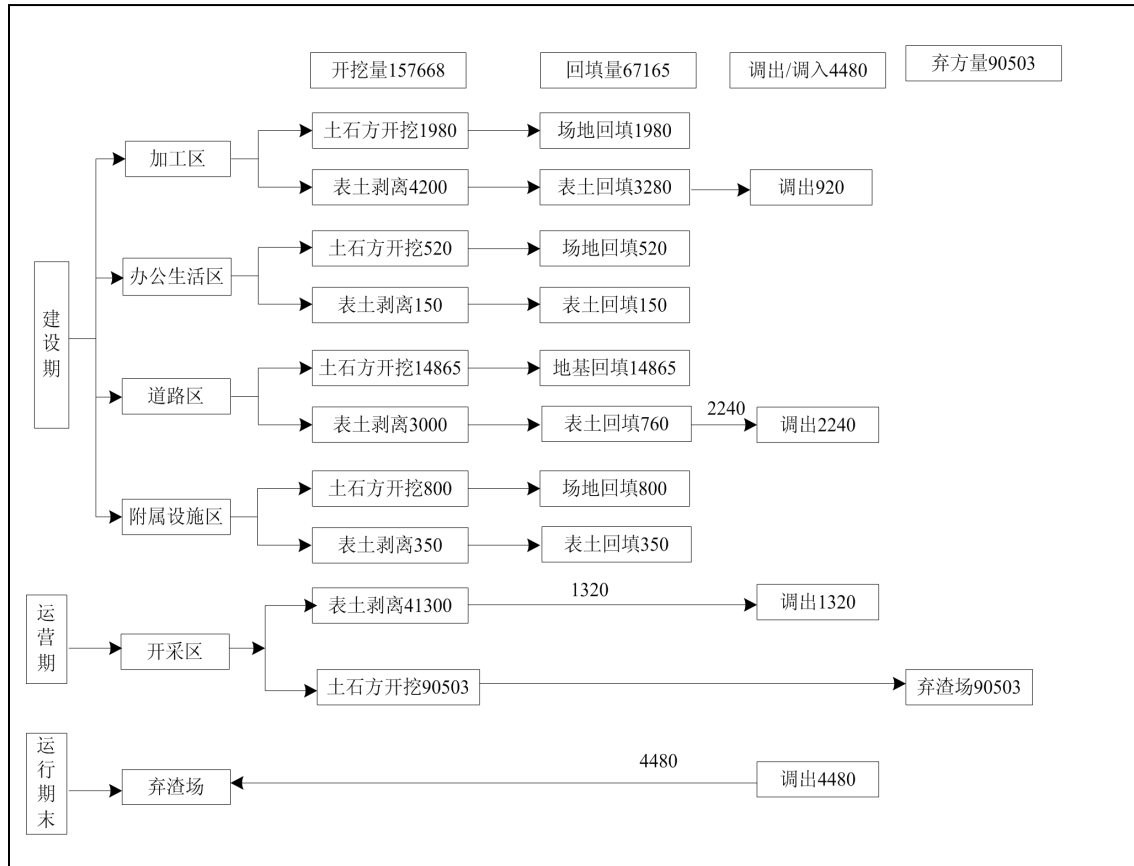 开挖量157668
回填量67165
调出/调入4480
弃方量90503
建设期
加工区
土石方开挖1980
场地回填1980
表土剥离4200
表土回填3280
调出920
办公生活区
土石方开挖520
场地回填520
表土剥离150
表土回填150
道路区
土石方开挖14865
地基回填14865
表土剥离3000
表土回填760
2240
调出2240
附属设施区
土石方开挖800
场地回填800
表土剥离350
表土回填350
运营期
开采区
表土剥离41300
1320
调出1320
土石方开挖90503
弃渣场90503
运行期末
弃渣场
4480
调出4480